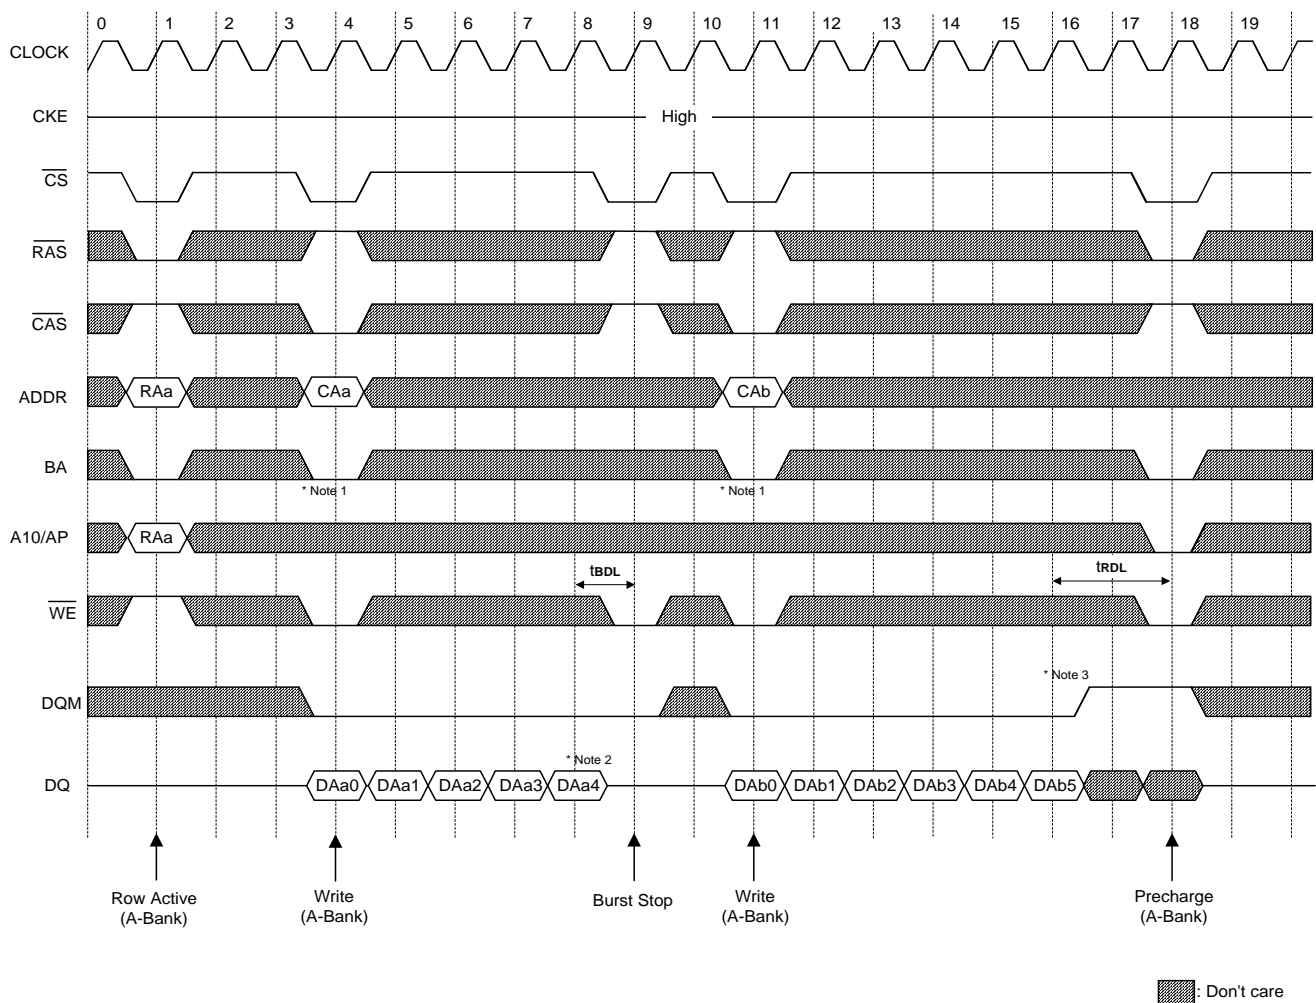 0 1 2 3 4 5 6 7 8 9 10 11 12 13 14 15 16 17 18 19
CLOCK
CKE High
CS
RAS
CAS
ADDR RAa CAa CAb
BA
* Note 1 * Note 1
A10/AP RAa
tBDL tRDL
WE
* Note 3
DQM
* Note 2
DQ DAa0 DAa1 DAa2 DAa3 DAa4 DAb0 DAb1 DAb2 DAb3 DAb4 DAb5
Row Active Write Burst Stop Write Precharge
(A-Bank) (A-Bank) (A-Bank) (A-Bank)
: Don't care